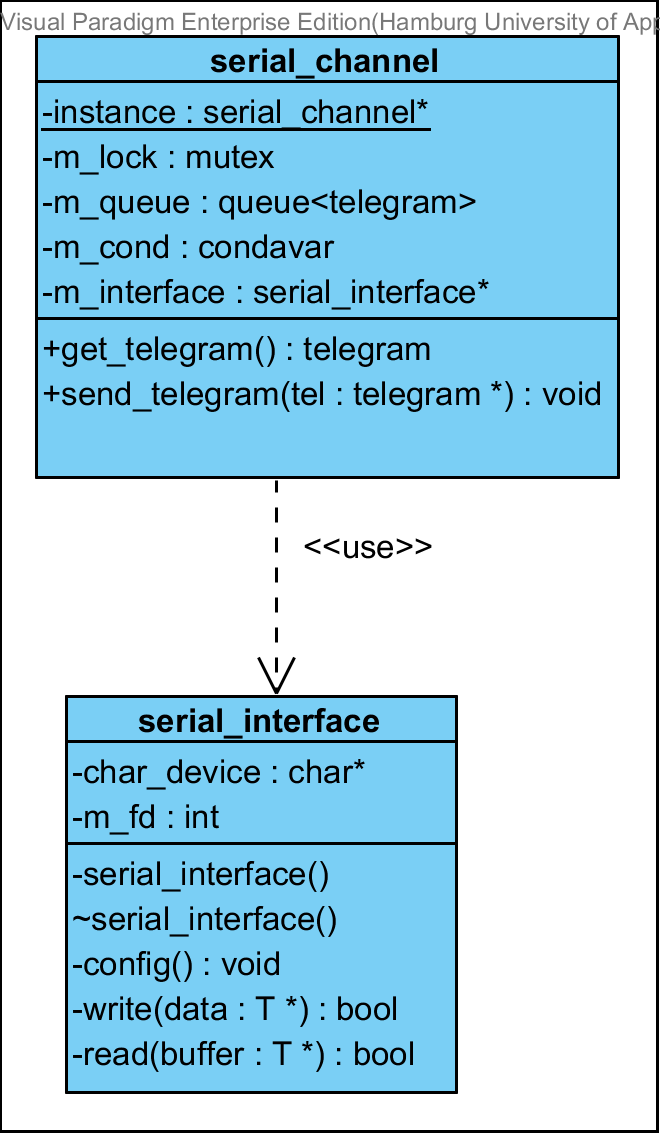 Visual Paradigm Enterprise Edition(Hamburg University of App
serial_channel
-instance : serial_channel*
-m_lock : mutex
-m_queue : queue<telegram>
-m_cond : condavar
-m_interface : serial_interface*
+get_telegram() : telegram
+send_telegram(tel : telegram *) : void
<<use>>
serial_interface
-char_device : char*
-m_fd : int
-serial_interface()
~serial_interface()
-config() : void
-write(data : T *) : bool
-read(buffer : T *) : bool